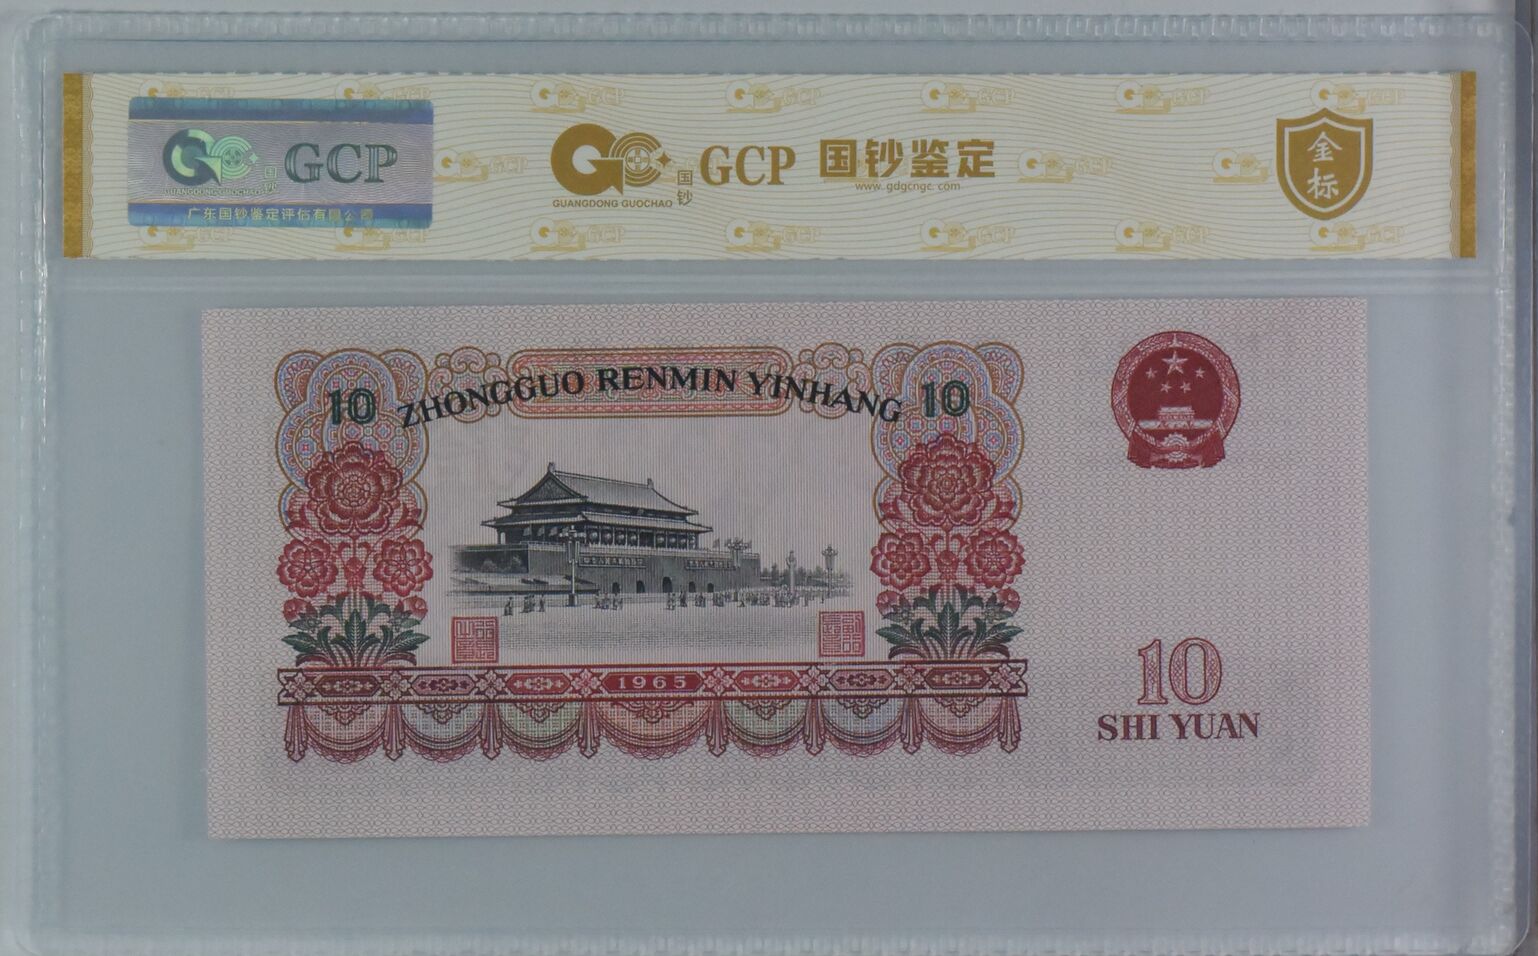 GCP
国钞
GUANGDONG GUOCHAO
广东国钞鉴定评估有限公司
GCP 国钞鉴定
国钞
GUANGDONG GUOCHAO
www.gdgcngc.com
金标
10 ZHONGGUO RENMIN YINHANG 10
1965
10
SHI YUAN